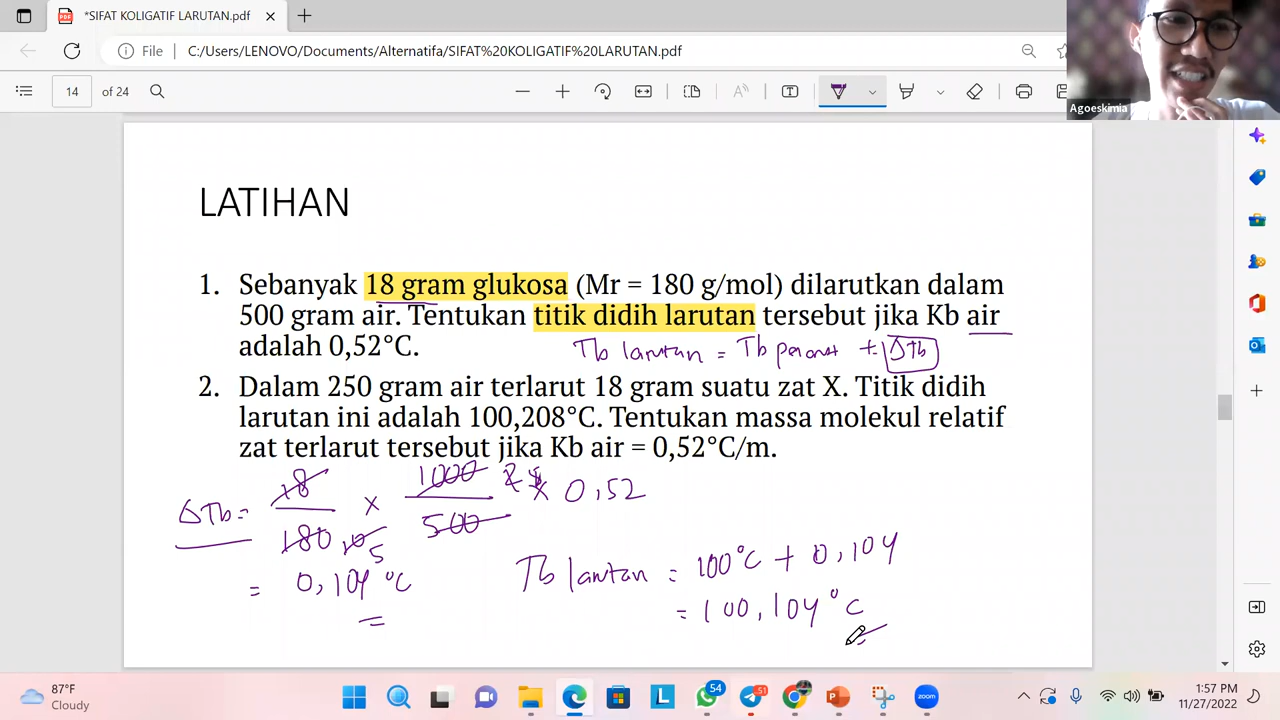 *SIFAT KOLIGATIF LARUTAN.pdf
File
C:/Users/LENOVO/Documents/Alternatifa/SIFAT%20KOLIGATIF%20LARUTAN.pdf
14 of 24
Agoeskimia
LATIHAN
1. Sebanyak 18 gram glukosa (Mr = 180 g/mol) dilarutkan dalam
500 gram air. Tentukan titik didih larutan tersebut jika Kb air
adalah 0,52°C.
Tb larutan = Tb + ΔTb
2. Dalam 250 gram air terlarut 18 gram suatu zat X. Titik didih
larutan ini adalah 100,208°C. Tentukan massa molekul relatif
zat terlarut tersebut jika Kb air = 0,52°C/m.
ΔTb = 18/180 x 1000/500 x 0,52
= 0,104 °C
Tb larutan = 100°C + 0,104
= 100,104 °C
54
51
87°F
Cloudy
1:57 PM
11/27/2022